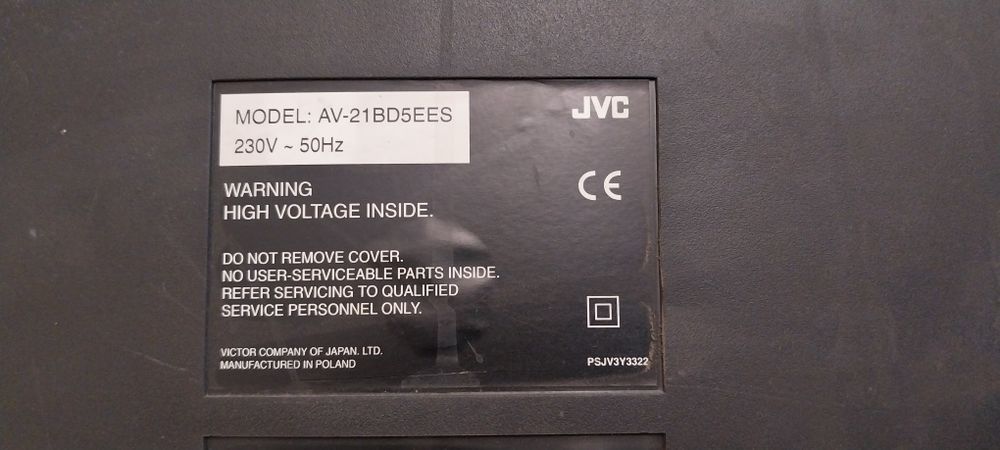 MODEL: AV-21BD5EES
230V ~ 50Hz
JVC
CE
WARNING
HIGH VOLTAGE INSIDE.
DO NOT REMOVE COVER.
NO USER-SERVICEABLE PARTS INSIDE.
REFER SERVICING TO QUALIFIED
SERVICE PERSONNEL ONLY.
VICTOR COMPANY OF JAPAN. LTD.
MANUFACTURED IN POLAND
PSJV3Y3322